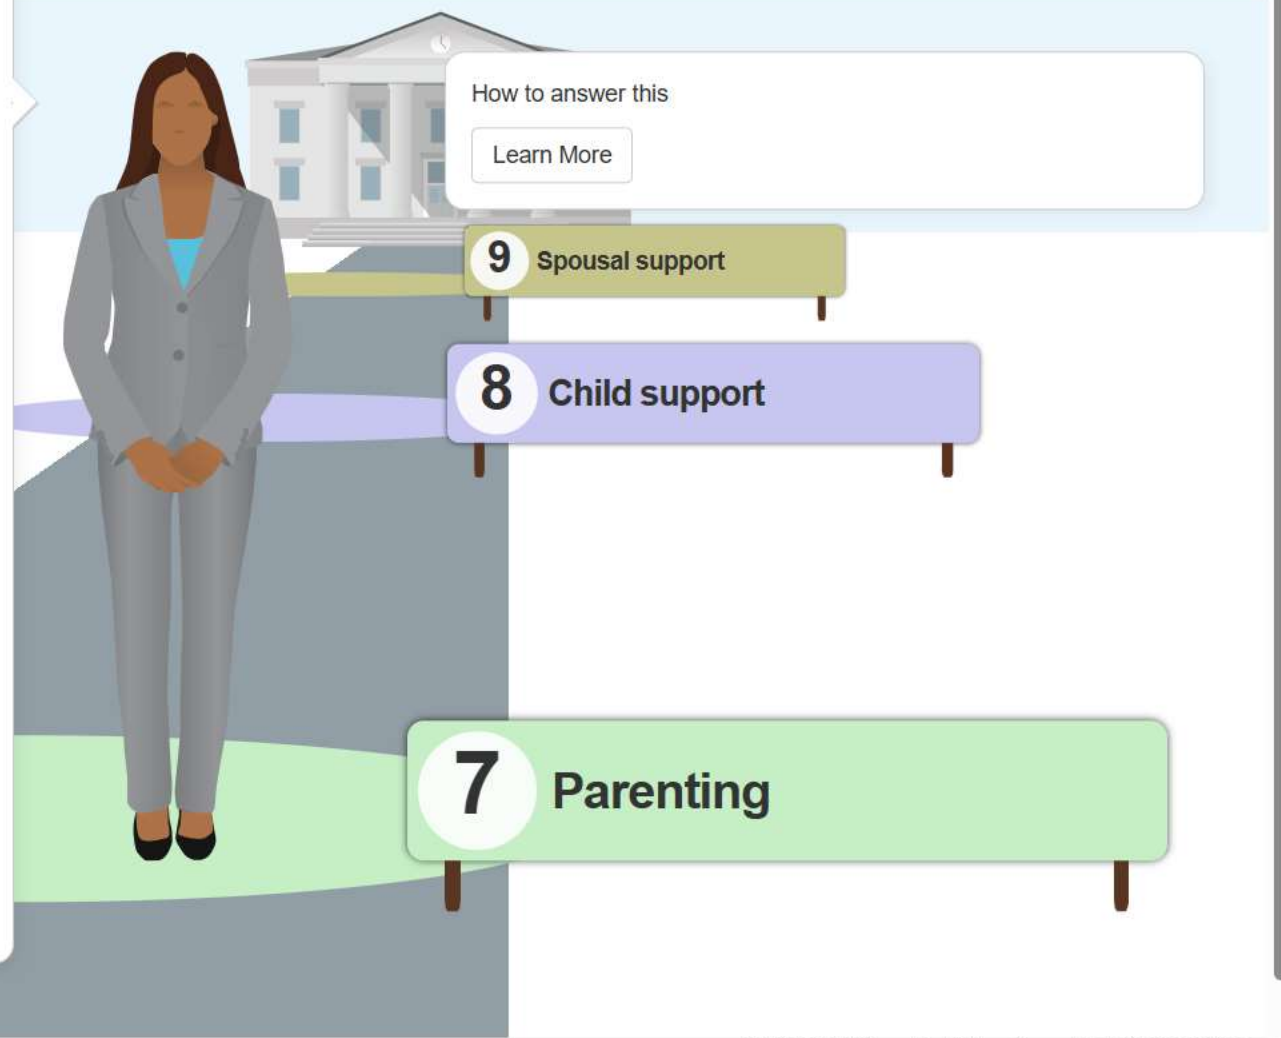 How to answer this
Learn More
9 Spousal support
8 Child support
7 Parenting